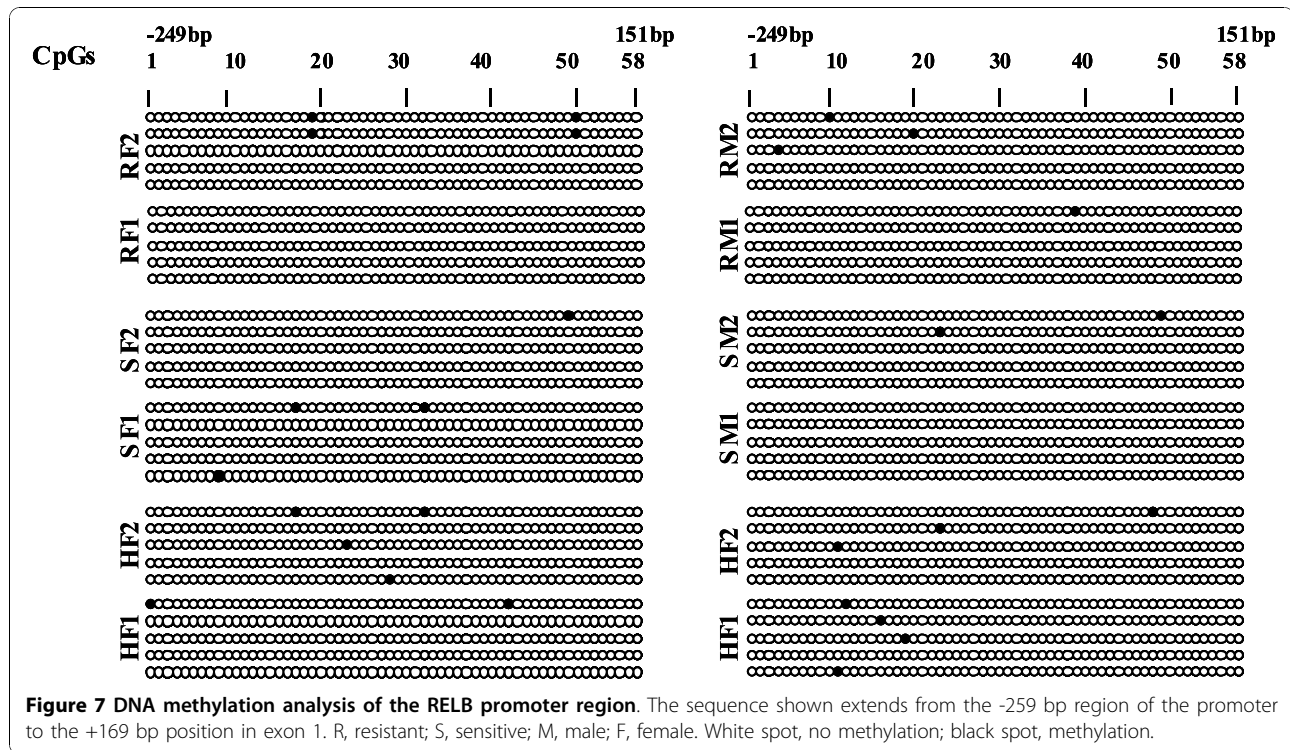 -249bp 151bp
CpGs 1 10 20 30 40 50 58
RF2
RF1
SF2
SF1
HF2
HF1
-249bp 151bp
1 10 20 30 40 50 58
RM2
RM1
SM2
SM1
HF2
HF1
Figure 7 DNA methylation analysis of the RELB promoter region. The sequence shown extends from the -259 bp region of the promoter
to the +169 bp position in exon 1. R, resistant; S, sensitive; M, male; F, female. White spot, no methylation; black spot, methylation.